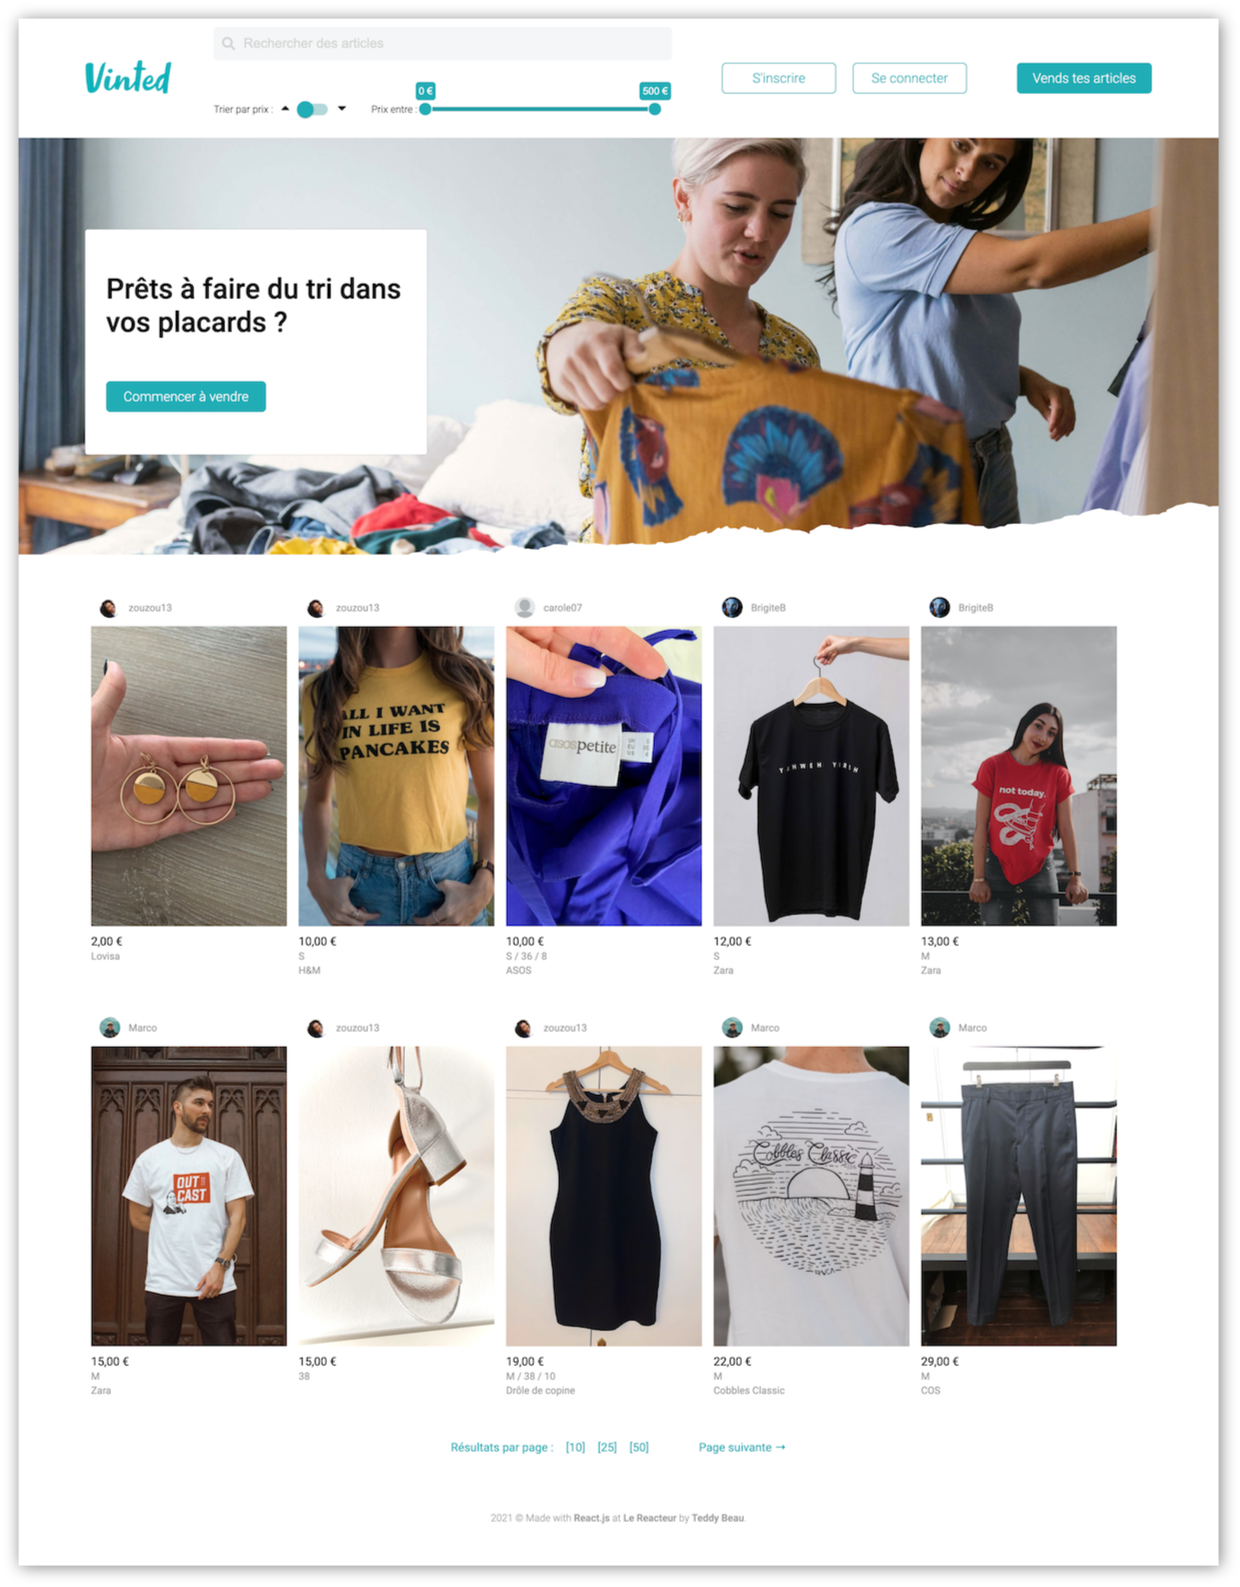 Rechercher des articles
Vinted
S'inscrire
Se connecter
Vends tes articles
0 €
500 €
Trier par prix :
Prix entre :
Prêts à faire du tri dans
vos placards ?
Commencer à vendre
zouzou13
zouzou13
carole07
BrigiteB
BrigiteB
ALL I WANT
IN LIFE IS
PANCAKES
asos petite
not today.
2,00 €
10,00 €
10,00 €
12,00 €
13,00 €
Lovisa
S
S / 36 / 8
S
M
H&M
ASOS
Zara
Zara
Marco
zouzou13
zouzou13
Marco
Marco
OUT
CAST
Cobbles Classic
15,00 €
15,00 €
19,00 €
22,00 €
29,00 €
M
38
M / 38 / 10
M
M
Zara
Drôle de copine
Cobbles Classic
COS
Résultats par page : [10] [25] [50] Page suivante →
2021 © Made with React.js at Le Reacteur by Teddy Beau.